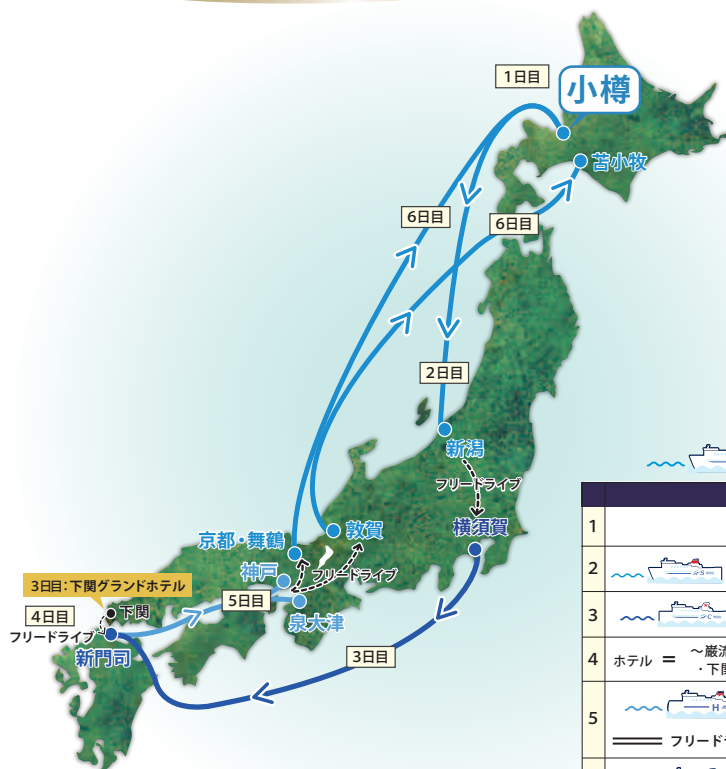 1日目
小樽
苫小牧
6日目
6日目
2日目
新潟
フリードライブ
横須賀
敦賀
京都・舞鶴
神戸
フリードライブ
3日目:下関グランドホテル
下関
4日目
フリードライブ
新門司
5日目
泉大津
3日目
1
2
3
4 ホテル = ～巌流
・下関
5
H
フリードラ